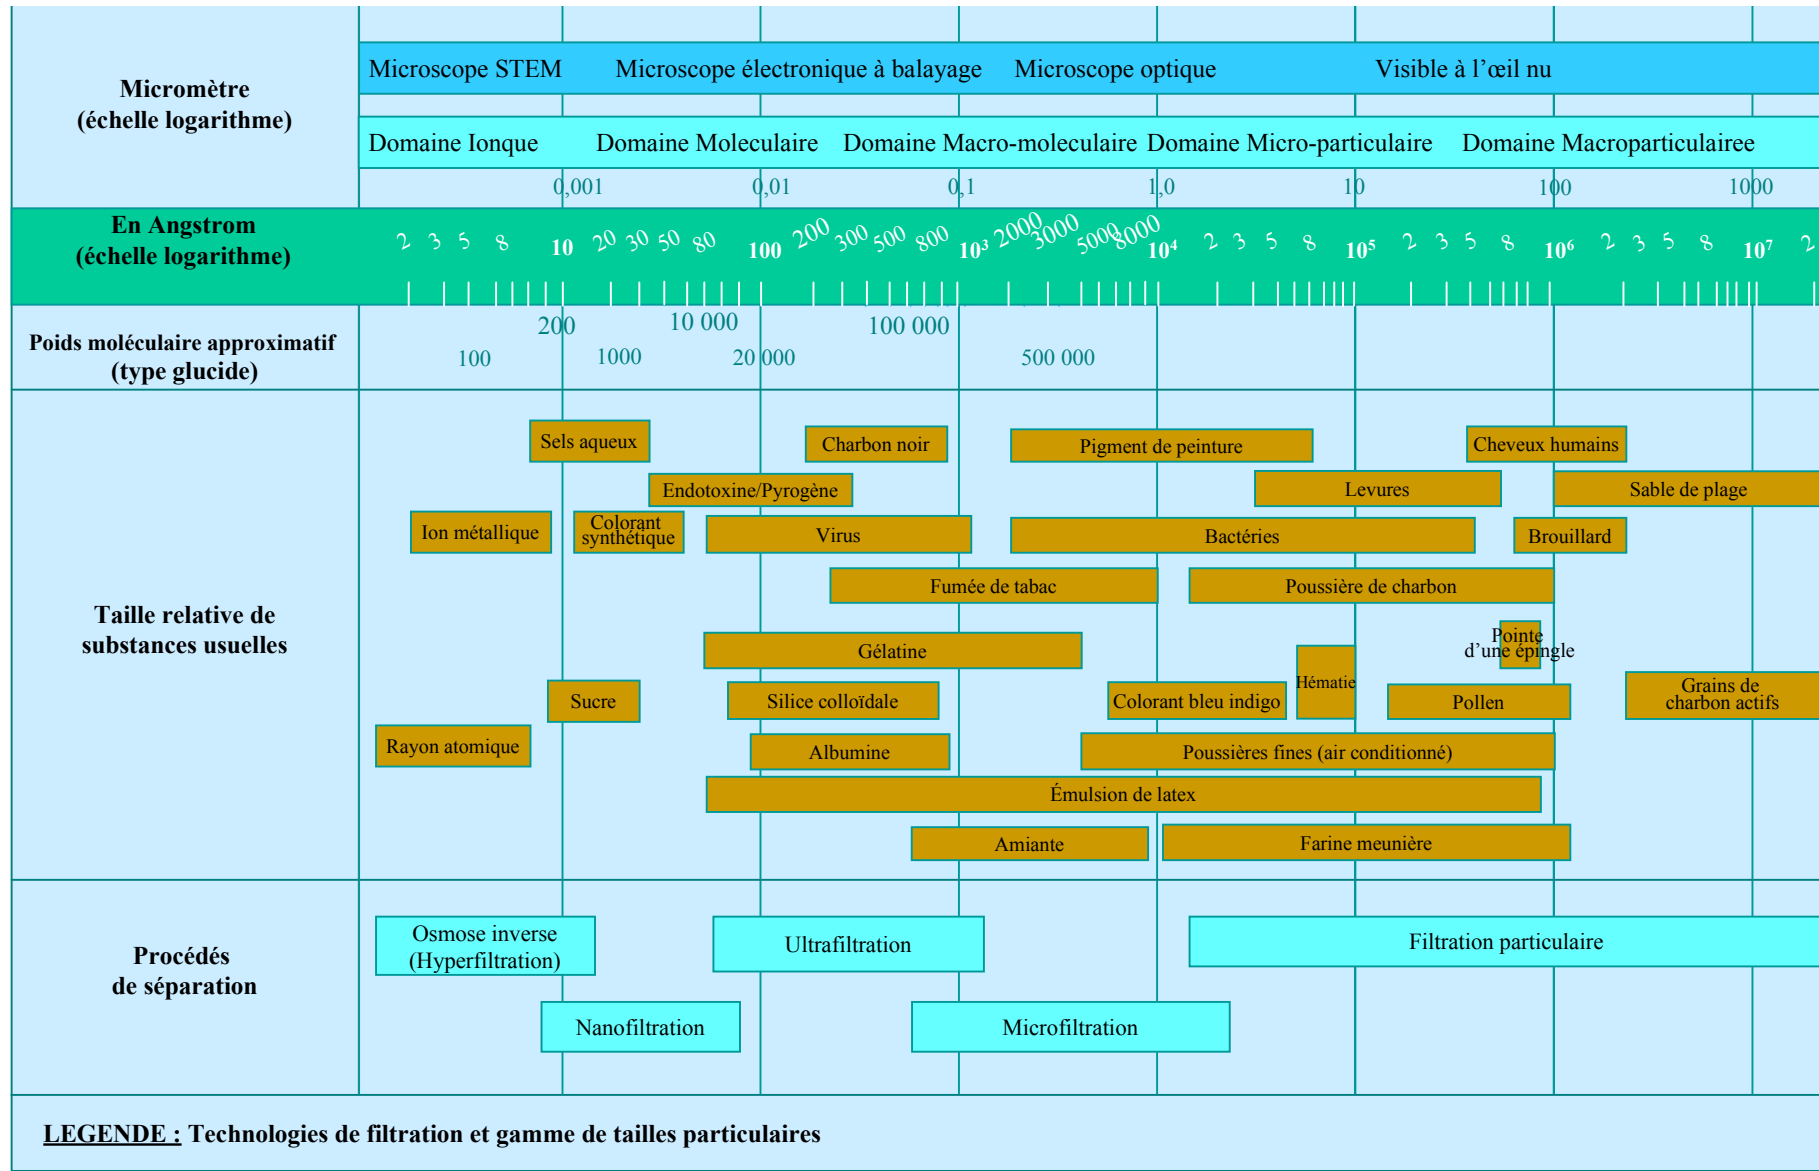 Micromètre
(échelle logarithme)
Microscope STEM Microscope électronique à balayage Microscope optique Visible à l’œil nu
Domaine Ionque Domaine Moleculaire Domaine Macro-moleculaire Domaine Micro-particulaire Domaine Macroparticulairee
0,001 0,01 0,1 1,0 10 100 1000
En Angstrom
(échelle logarithme)
2 3 5 8 10 20 30 50 80 100 200 300 500 800 10³ 2000 3000 5000 8000 10⁴ 2 3 5 8 10⁵ 2 3 5 8 10⁶ 2 3 5 8 10⁷ 2
Poids moléculaire approximatif
(type glucide)
200 10 000 100 000
100 1000 20 000 500 000
Taille relative de
substances usuelles
Sels aqueux Charbon noir Pigment de peinture Cheveux humains
Endotoxine/Pyrogène Levures Sable de plage
Ion métallique
Colorant
synthétique
Virus Bactéries Brouillard
Fumée de tabac Poussière de charbon
Pointe
d’une épingle
Gélatine
Hématie
Sucre Silice colloïdale Colorant bleu indigo Pollen
Grains de
charbon actifs
Rayon atomique Albumine Poussières fines (air conditionné)
Émulsion de latex
Amiante Farine meunière
Procédés
de séparation
Osmose inverse
(Hyperfiltration)
Ultrafiltration Filtration particulaire
Nanofiltration Microfiltration
LEGENDE : Technologies de filtration et gamme de tailles particulaires